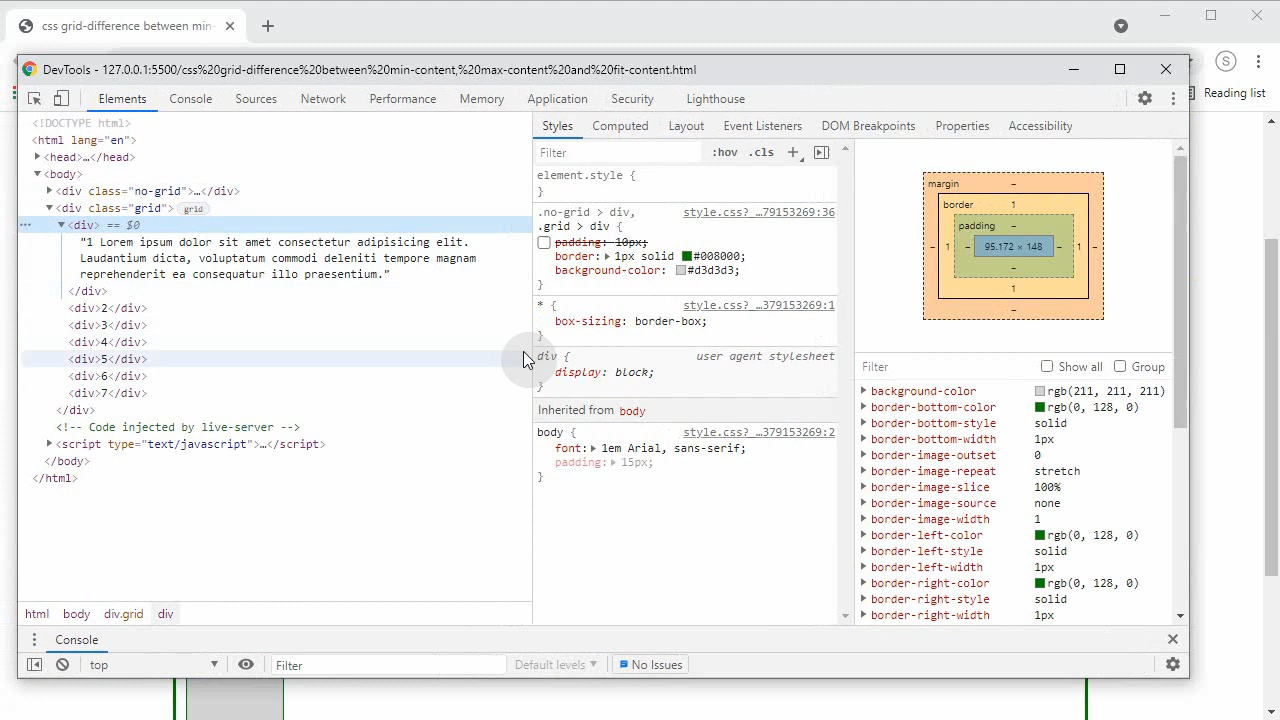 css grid-difference between min-
S
Reading list
DevTools - 127.0.0.1:5500/css%20grid-difference%20between%20min-content,%20max-content%20and%20fit-content.html
Elements Console Sources Network Performance Memory Application Security Lighthouse
<!DOCTYPE html>
<html lang="en">
<head>…</head>
<body>
<div class="no-grid">…</div>
<div class="grid"> grid
<div> == $0
"1 Lorem ipsum dolor sit amet consectetur adipisicing elit.
Laudantium dicta, voluptatum commodi deleniti tempore magnam
reprehenderit ea consequatur illo praesentium."
</div>
<div>2</div>
<div>3</div>
<div>4</div>
<div>5</div>
<div>6</div>
<div>7</div>
</div>
<!-- Code injected by live-server -->
<script type="text/javascript">…</script>
</body>
</html>
html body div.grid div
Styles Computed Layout Event Listeners DOM Breakpoints Properties Accessibility
Filter :hov .cls
element.style {
}
.no-grid > div, style.css?_…79153269:36
.grid > div {
padding: 10px;
border: 1px solid #008000;
background-color: #d3d3d3;
}
* { style.css?_…379153269:1
box-sizing: border-box;
}
div { user agent stylesheet
display: block;
}
Inherited from body
body { style.css?_…379153269:2
font: 1em Arial, sans-serif;
padding: 15px;
}
margin –
border 1
padding –
– 1 – 95.172 × 148 – 1 –
–
1
–
Filter Show all Group
background-color rgb(211, 211, 211)
border-bottom-color rgb(0, 128, 0)
border-bottom-style solid
border-bottom-width 1px
border-image-outset 0
border-image-repeat stretch
border-image-slice 100%
border-image-source none
border-image-width 1
border-left-color rgb(0, 128, 0)
border-left-style solid
border-left-width 1px
border-right-color rgb(0, 128, 0)
border-right-style solid
border-right-width 1px
Console
top Filter Default levels No Issues